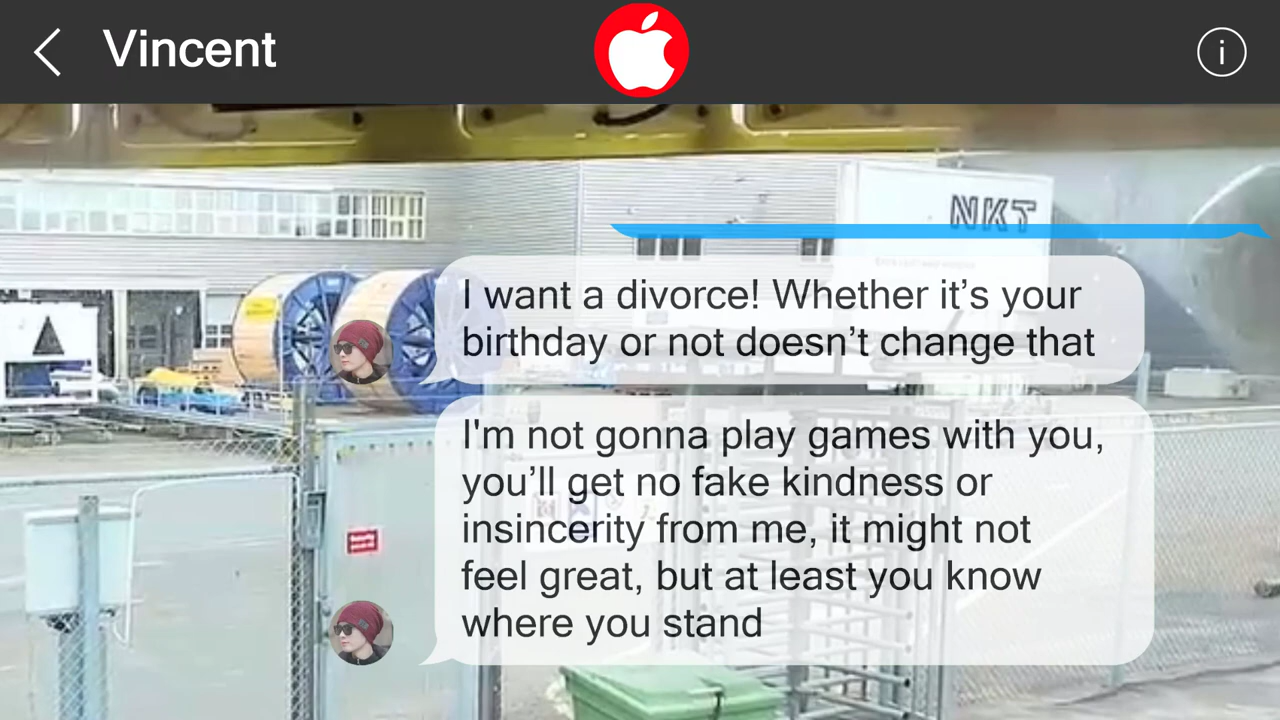 Vincent
i
NKT
I want a divorce! Whether it’s your
birthday or not doesn’t change that
I'm not gonna play games with you,
you’ll get no fake kindness or
insincerity from me, it might not
feel great, but at least you know
where you stand